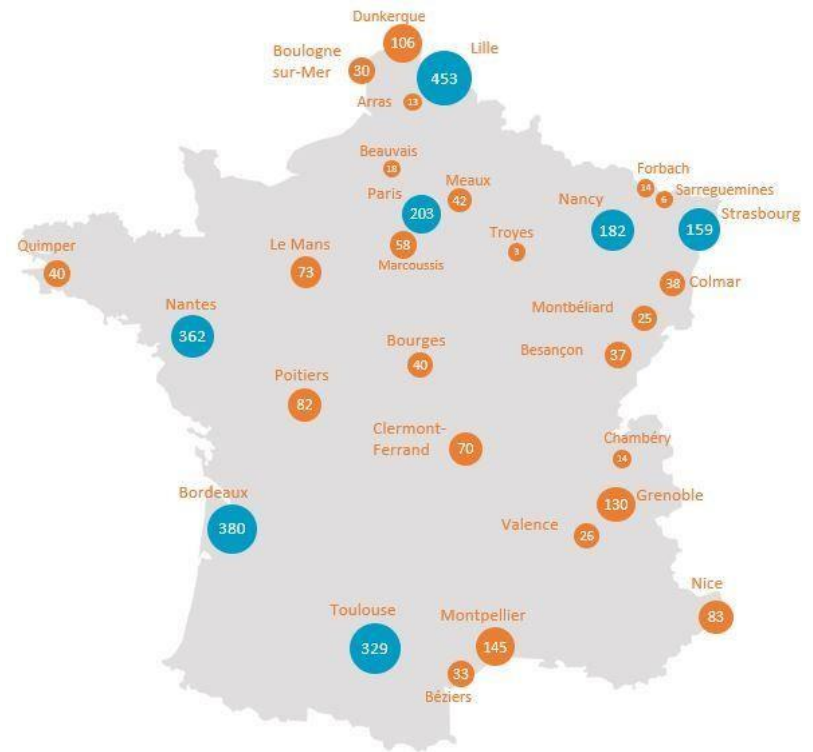 Dunkerque
106
Boulogne
sur-Mer
30
Lille
453
Arras
13
Beauvais
18
Paris
203
Meaux
42
Forbach
14
Sarreguemines
6
Nancy
182
Strasbourg
159
Troyes
3
Marcoussis
58
Quimper
40
Le Mans
73
Colmar
38
Nantes
362
Montbéliard
25
Besançon
37
Bourges
40
Poitiers
82
Clermont-
Ferrand
70
Chambéry
14
Bordeaux
380
Grenoble
130
Valence
26
Nice
83
Toulouse
329
Montpellier
145
33
Béziers